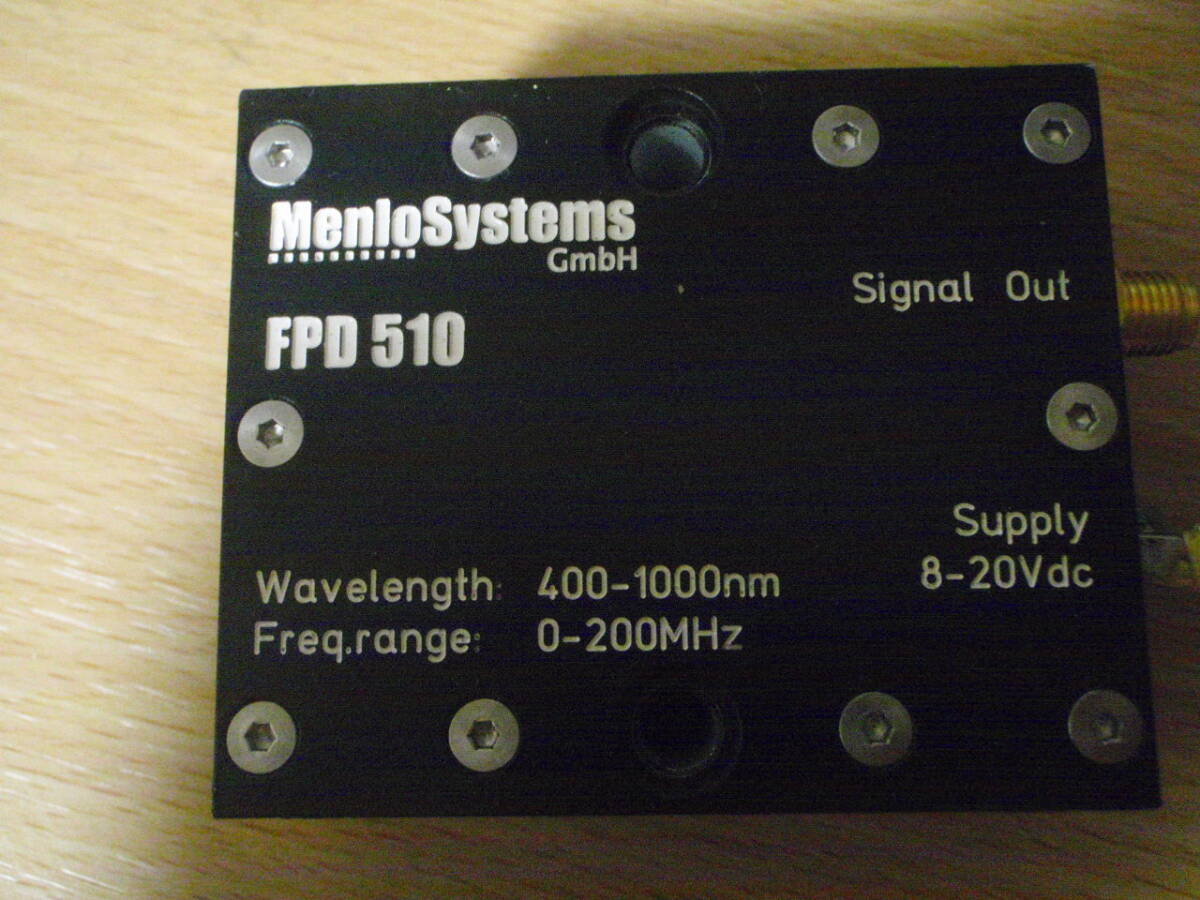 MenloSystems
GmbH
FPD 510
Signal Out
Supply
8-20Vdc
Wavelength: 400-1000nm
Freq.range: 0-200MHz